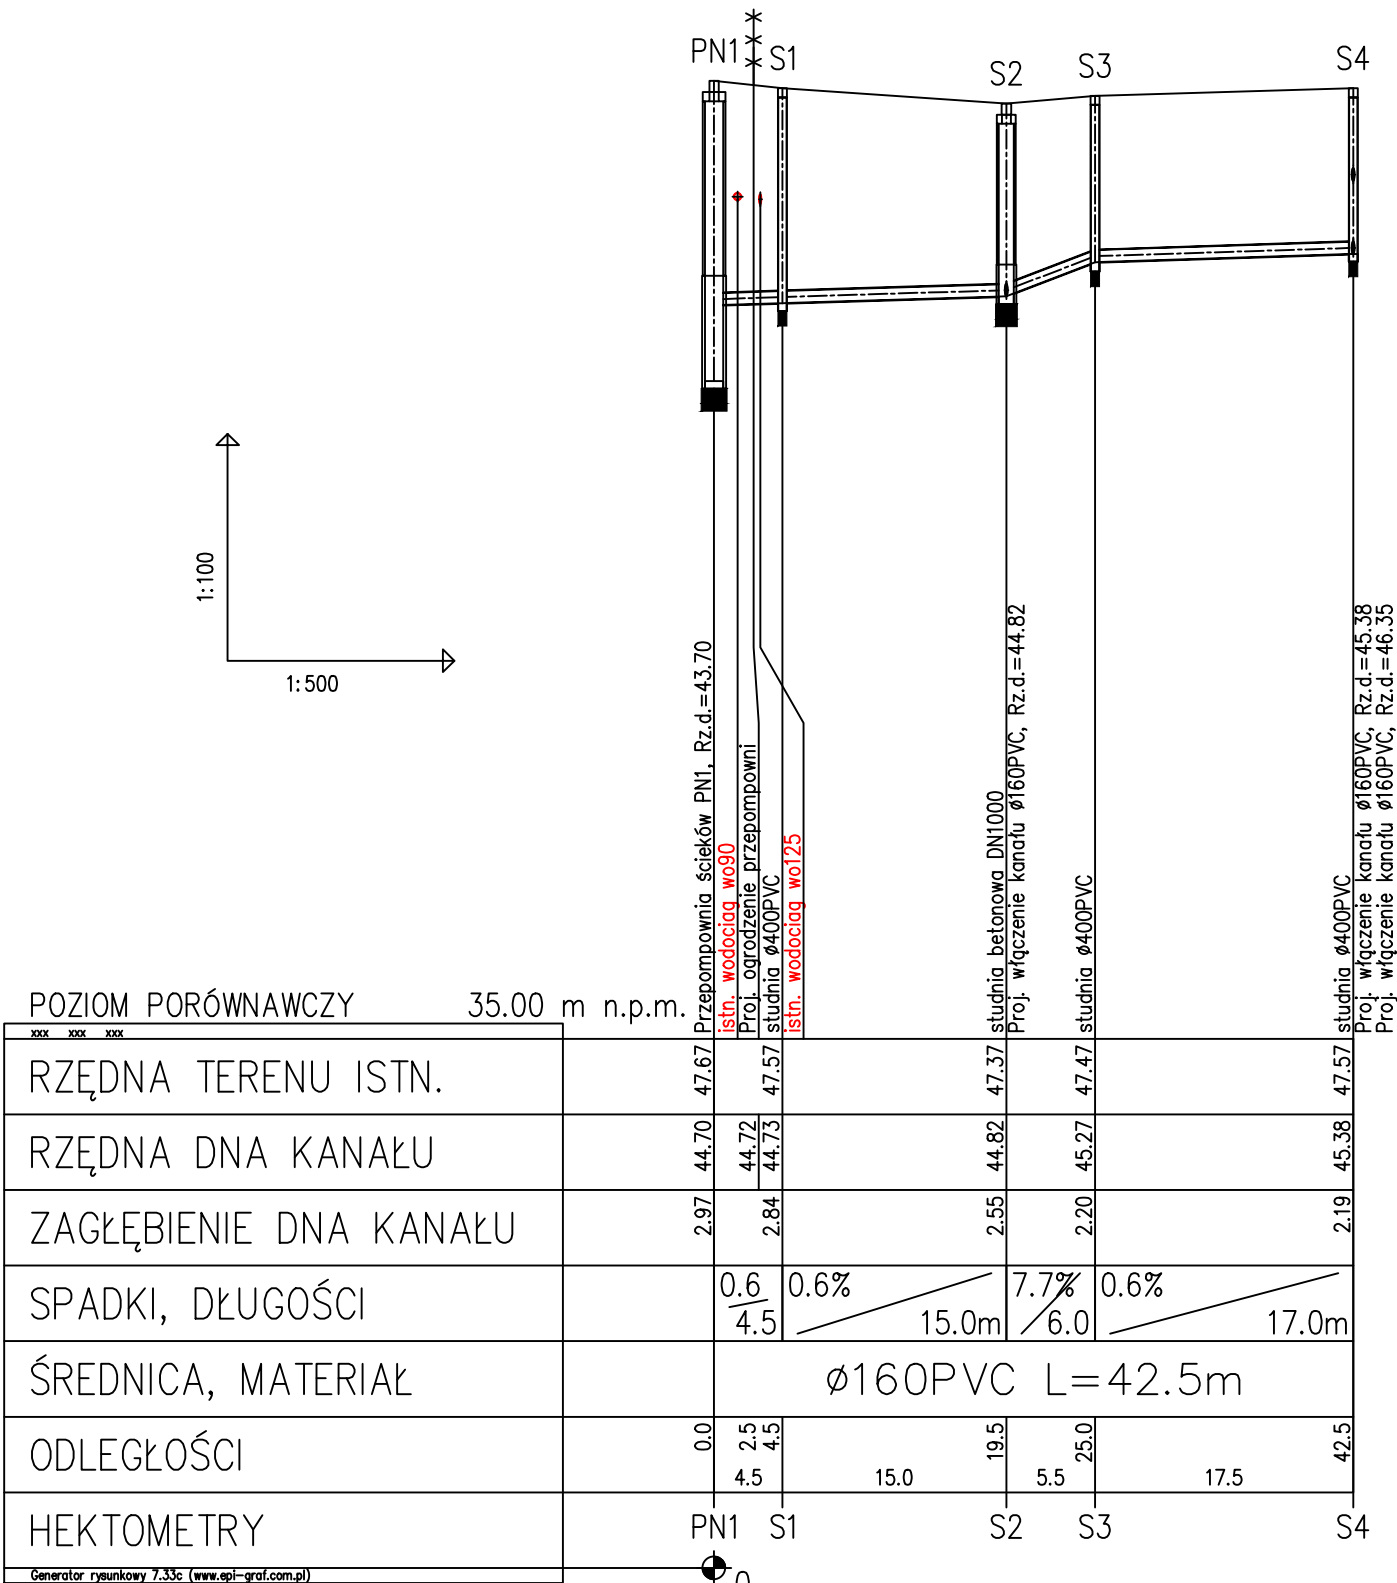 PN1
S1
S2
S3
S4
1:100
1:500
Przepompownia ścieków PN1, Rz.d.=43.70
istn. wodociąg wo90
Proj. ogrodzenie przepompowni
studnia ø400PVC
istn. wodociąg wo125
studnia betonowa DN1000
Proj. włączenie kanału ø160PVC, Rz.d.=44.82
studnia ø400PVC
studnia ø400PVC
Proj. włączenie kanału ø160PVC, Rz.d.=45.38
Proj. włączenie kanału ø160PVC, Rz.d.=46.35
POZIOM PORÓWNAWCZY 35.00 m n.p.m.
xxx xxx xxx
RZĘDNA TERENU ISTN. 47.67 47.57 47.37 47.47 47.57
RZĘDNA DNA KANAŁU 44.70 44.72 44.73 44.82 45.27 45.38
ZAGŁĘBIENIE DNA KANAŁU 2.97 2.84 2.55 2.20 2.19
SPADKI, DŁUGOŚCI 0.6 4.5 0.6% 15.0m 7.7% 6.0 0.6% 17.0m
ŚREDNICA, MATERIAŁ ø160PVC L=42.5m
ODLEGŁOŚCI 0.0 2.5 4.5 19.5 25.0 42.5
4.5 15.0 5.5 17.5
HEKTOMETRY PN1 S1 S2 S3 S4
Generator rysunkowy 7.33c (www.epi-graf.com.pl)
0